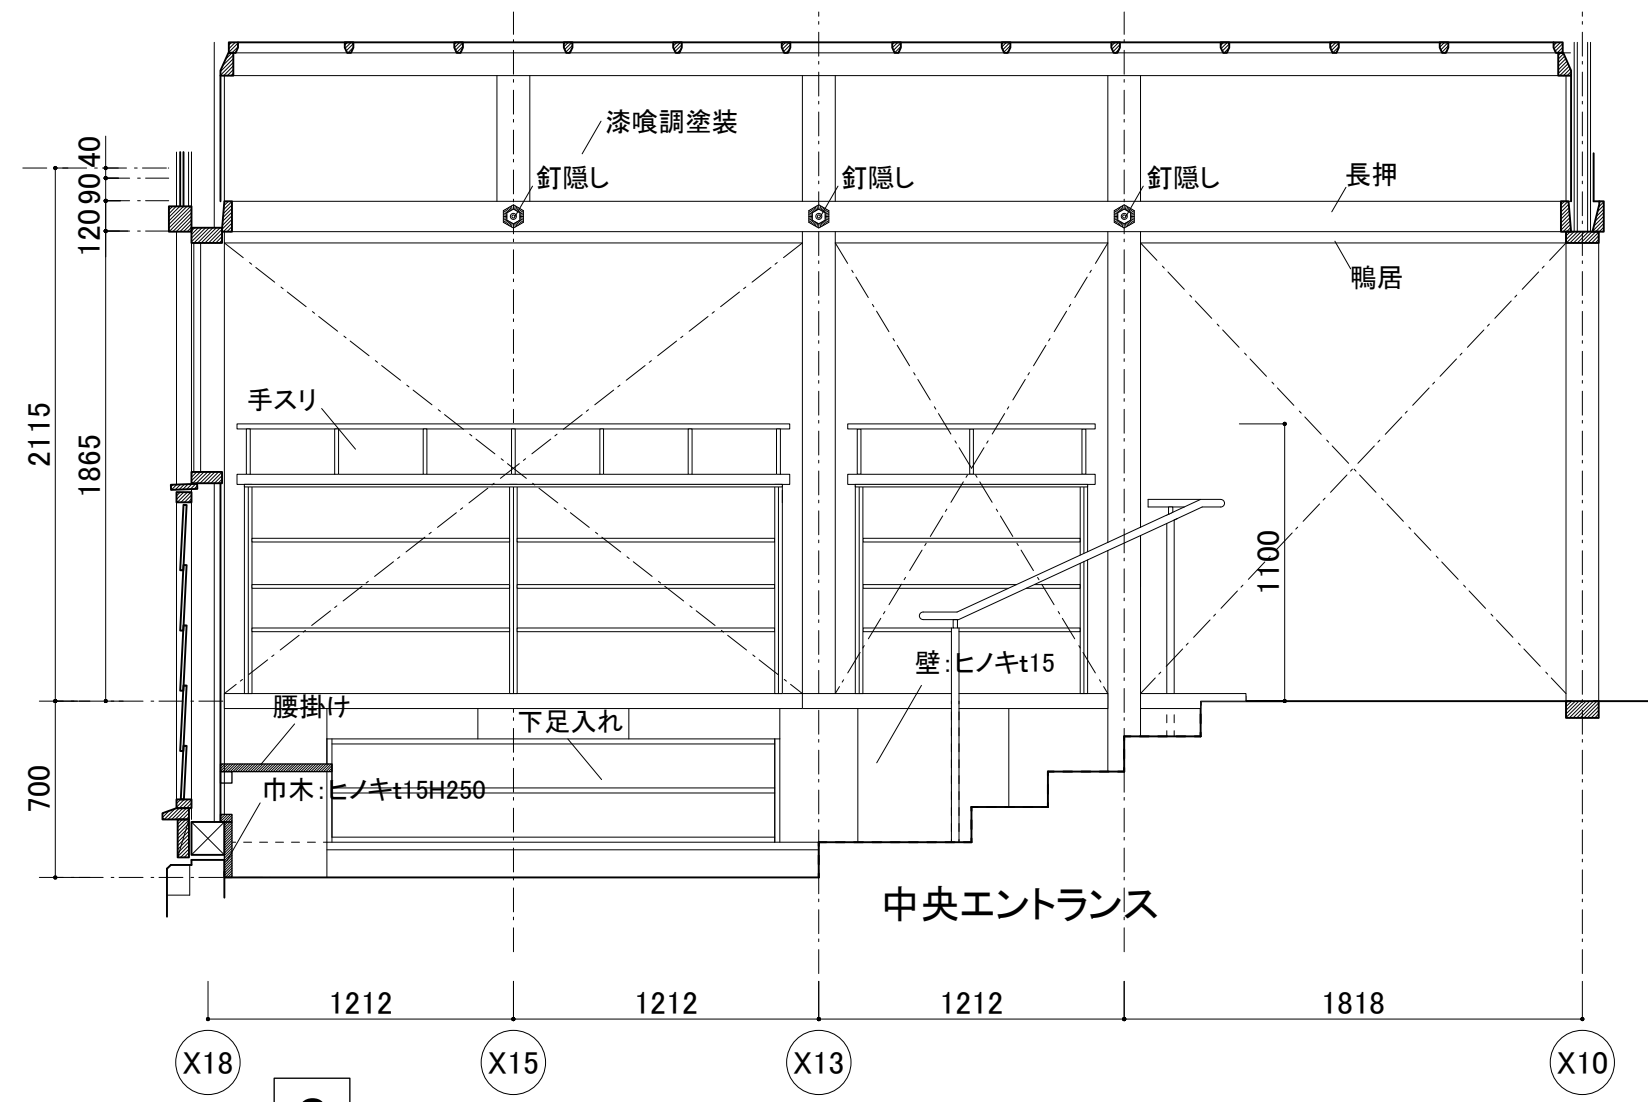 漆喰調塗装
釘隠し
釘隠し
釘隠し
長押
鴨居
40
90
120
2115
1865
手スリ
1100
壁:ヒノキt15
腰掛け
下足入れ
巾木:ヒノキt15H250
700
中央エントランス
1212
1212
1212
1818
X18
X15
X13
X10